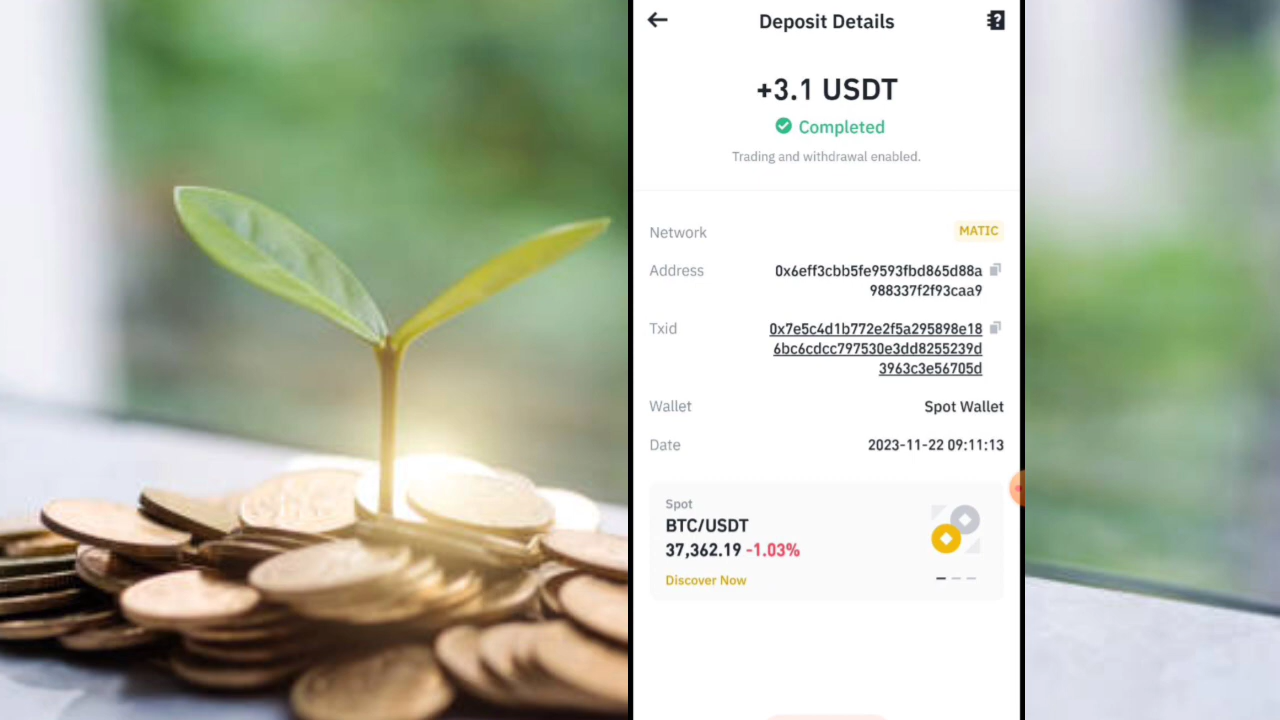 Deposit Details
+3.1 USDT
Completed
Trading and withdrawal enabled.
Network MATIC
Address 0x6eff3cbb5fe9593fbd865d88a
988337f2f93caa9
Txid 0x7e5c4d1b772e2f5a295898e18
6bc6cdcc797530e3dd8255239d
3963c3e56705d
Wallet Spot Wallet
Date 2023-11-22 09:11:13
Spot
BTC/USDT
37,362.19 -1.03%
Discover Now